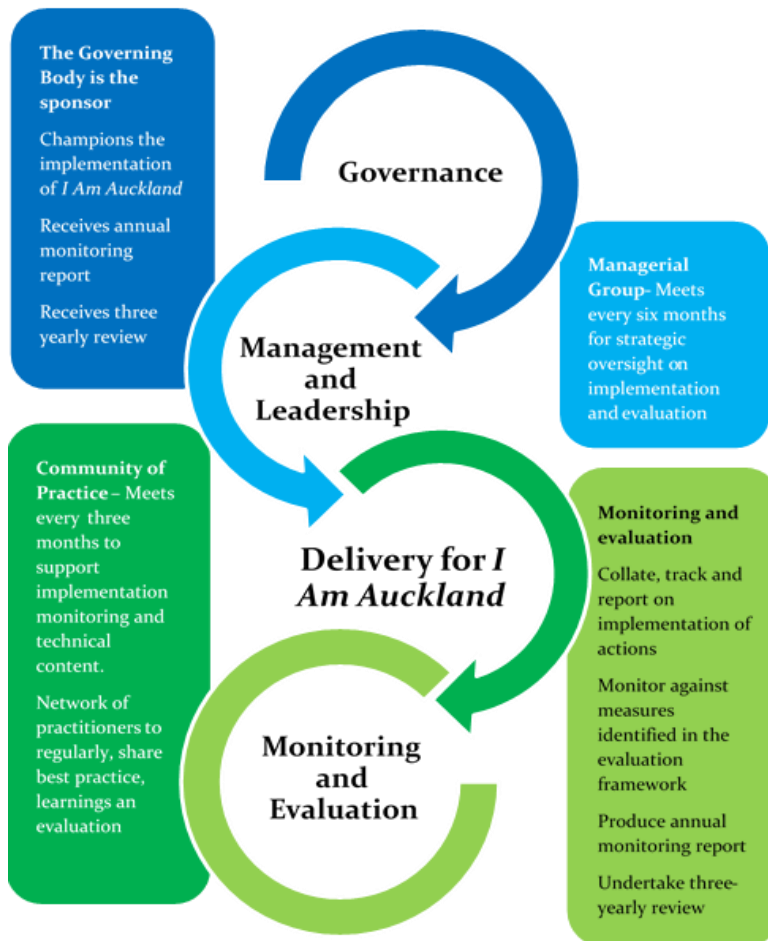 The Governing
Body is the
sponsor
Champions the
implementation
of I Am Auckland
Receives annual
monitoring
report
Receives three
yearly review
Governance
Managerial
Group– Meets
every six months
for strategic
oversight on
implementation
and evaluation
Management
and
Leadership
Community of
Practice – Meets
every three
months to
support
implementation
monitoring and
technical
content.
Network of
practitioners to
regularly, share
best practice,
learnings an
evaluation
Delivery for I
Am Auckland
Monitoring and
evaluation
Collate, track and
report on
implementation of
actions
Monitor against
measures
identified in the
evaluation
framework
Produce annual
monitoring report
Undertake three-
yearly review
Monitoring
and
Evaluation